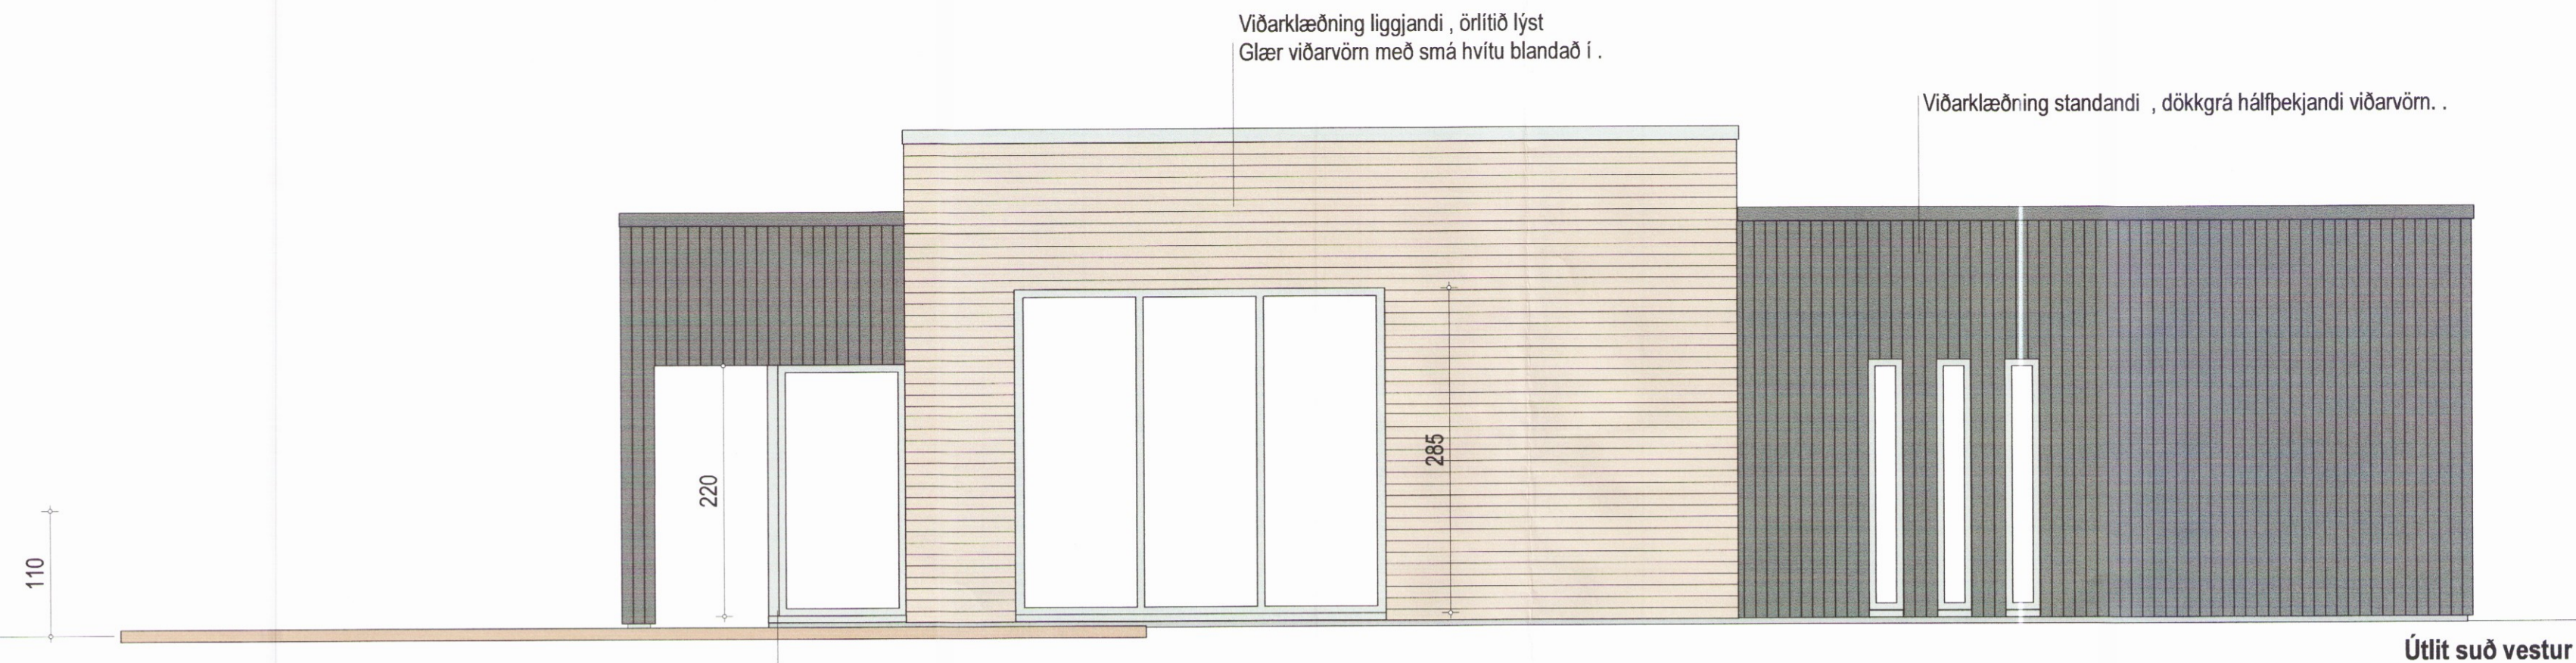 Viðarklæðning liggjandi , örlítið lýst
Glær viðarvörn með smá hvítu blandað í .
Viðarklæðning standandi , dökkgrá hálfþekjandi viðarvörn. .
285
220
110
Útlit suð vestur